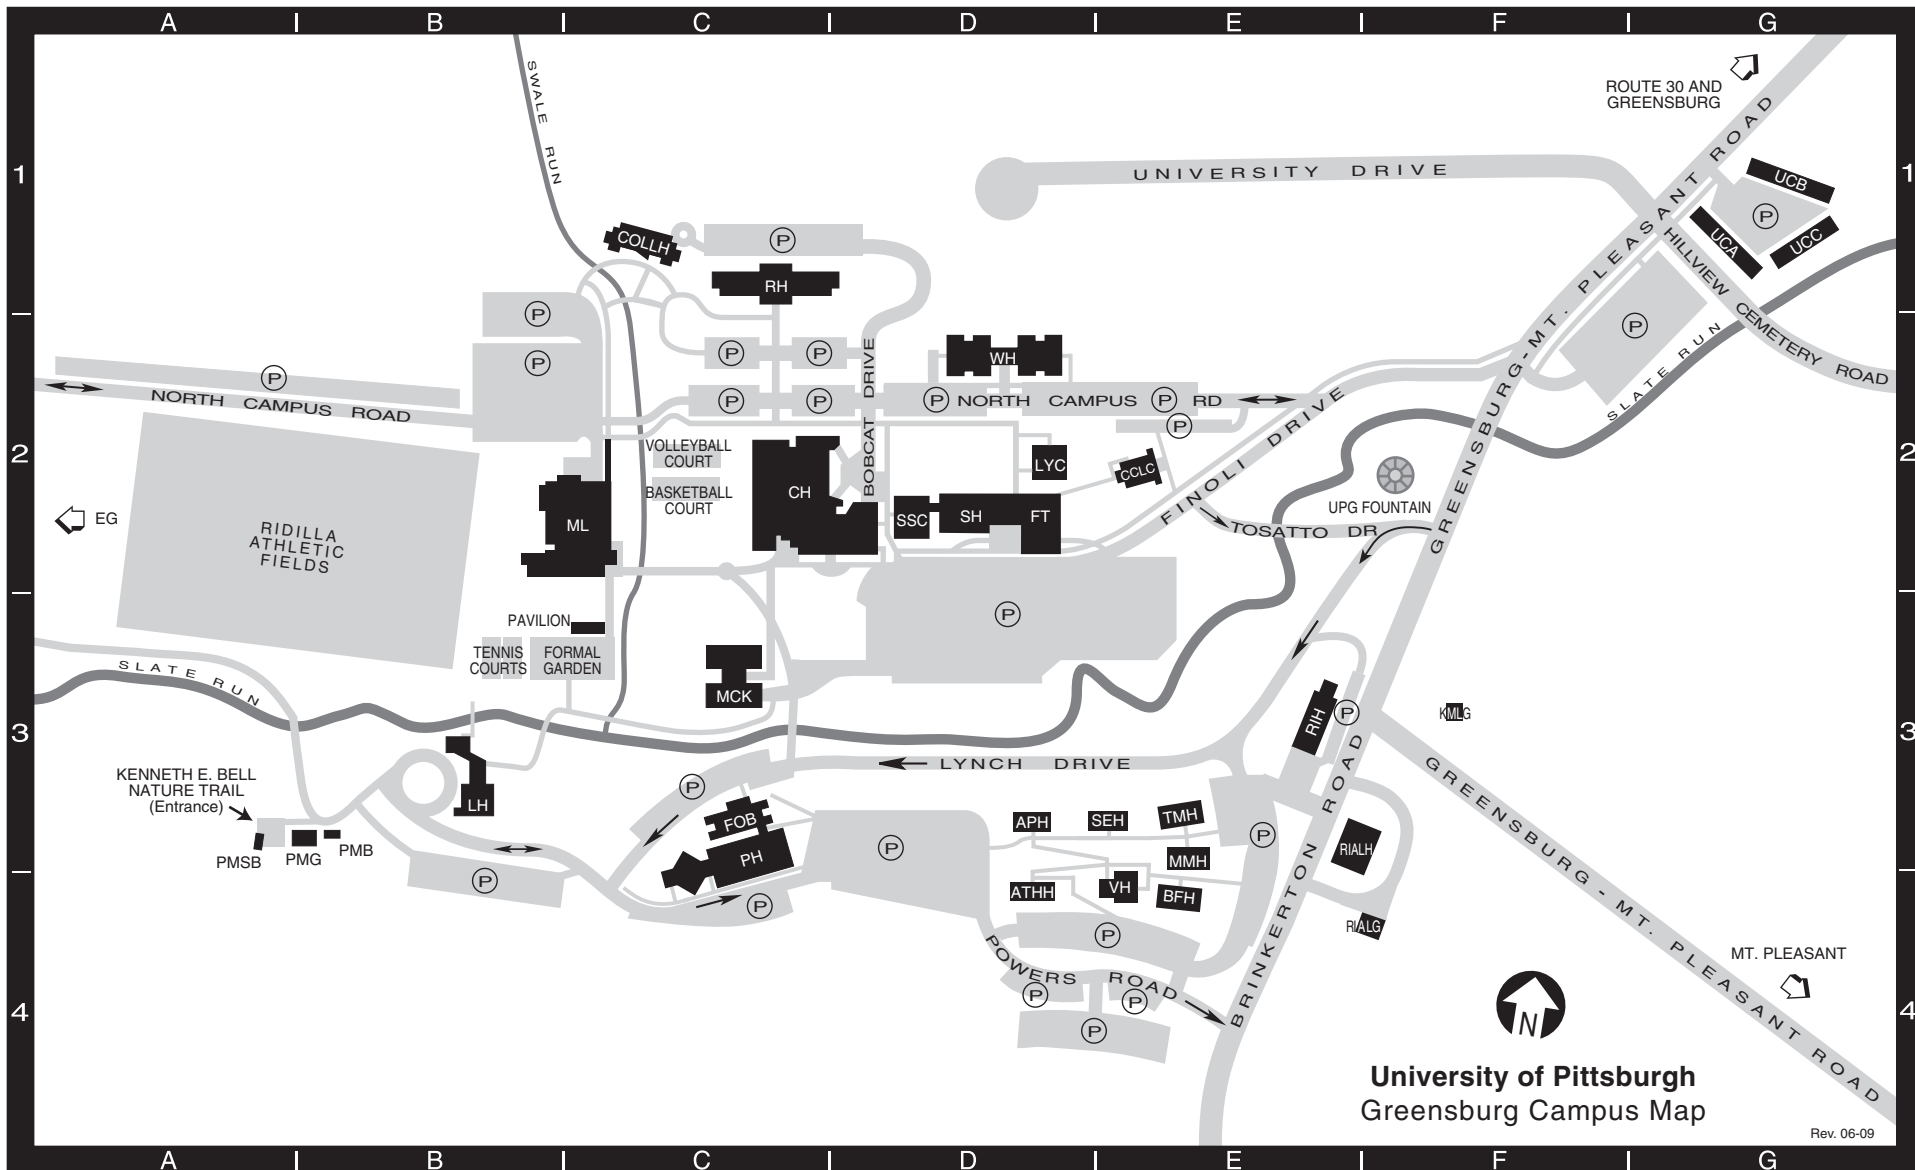 A B C D E F G
1
1
SWALE RUN
ROUTE 30 AND
GREENSBURG
UNIVERSITY DRIVE
GREENSBURG-MT. PLEASANT ROAD
UCB
P
UCA
UCC
HILLVIEW CEMETERY ROAD
COLLH
P
RH
P
P
P
P
P
P
WH
P
NORTH CAMPUS ROAD
P
P
BOBCAT DRIVE
P
NORTH CAMPUS
P
RD
P
SLATE RUN
FINOLI DRIVE
2
2
VOLLEYBALL
COURT
BASKETBALL
COURT
CH
LYC
CCLC
UPG FOUNTAIN
EG
RIDILLA
ATHLETIC
FIELDS
ML
SSC
SH
FT
TOSATTO DR
PAVILION
P
TENNIS
COURTS
FORMAL
GARDEN
SLATE RUN
MCK
RIH
P
KMLG
3
3
LYNCH DRIVE
BRINKERTON ROAD
GREENSBURG - MT. PLEASANT ROAD
KENNETH E. BELL
NATURE TRAIL
(Entrance)
LH
P
FOB
PH
P
APH
SEH
TMH
P
MMH
RIALH
PMSB
PMG
PMB
P
P
ATHH
VH
BFH
RIALG
P
POWERS ROAD
P
P
P
MT. PLEASANT
4
4
N
University of Pittsburgh
Greensburg Campus Map
Rev. 06-09
A B C D E F G